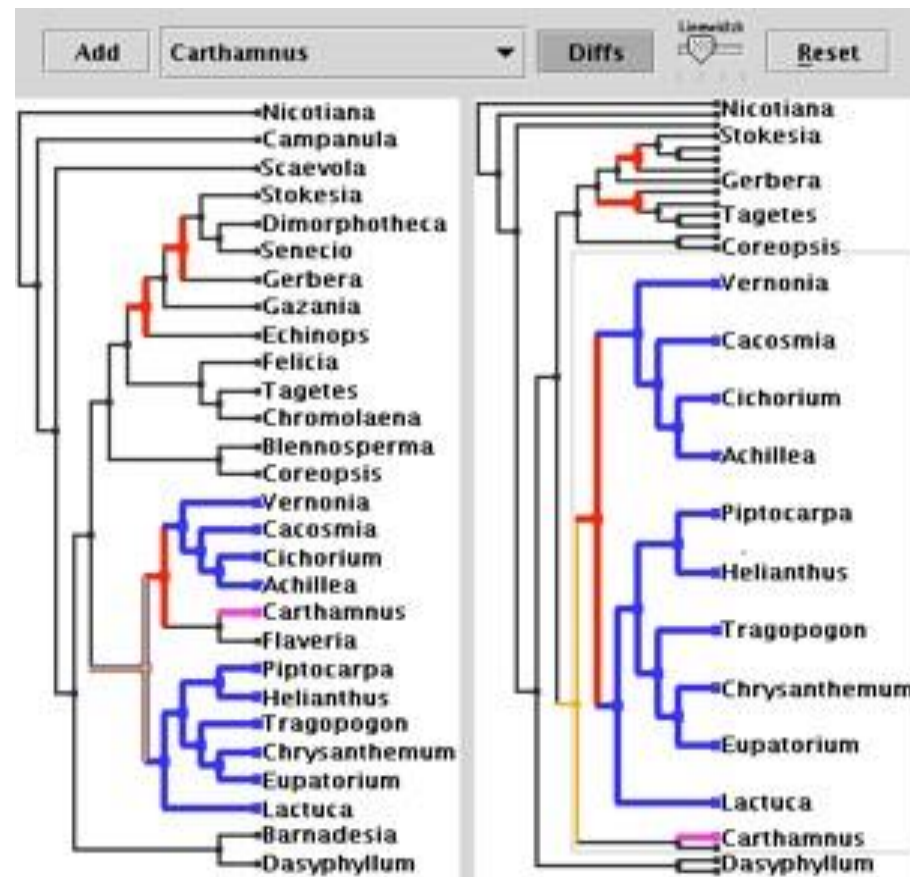 Add
Carthamnus
Diffs
Linewidth
Reset
Nicotiana
Campanula
Scaevola
Stokesia
Dimorphotheca
Senecio
Gerbera
Gazania
Echinops
Felicia
Tagetes
Chromolaena
Blennosperma
Coreopsis
Vernonia
Cacosmia
Cichorium
Achillea
Carthamnus
Flaveria
Piptocarpa
Helianthus
Tragopogon
Chrysanthemum
Eupatorium
Lactuca
Barnadesia
Dasyphyllum
Nicotiana
Stokesia
Gerbera
Tagetes
Coreopsis
Vernonia
Cacosmia
Cichorium
Achillea
Piptocarpa
Helianthus
Tragopogon
Chrysanthemum
Eupatorium
Lactuca
Carthamnus
Dasyphyllum